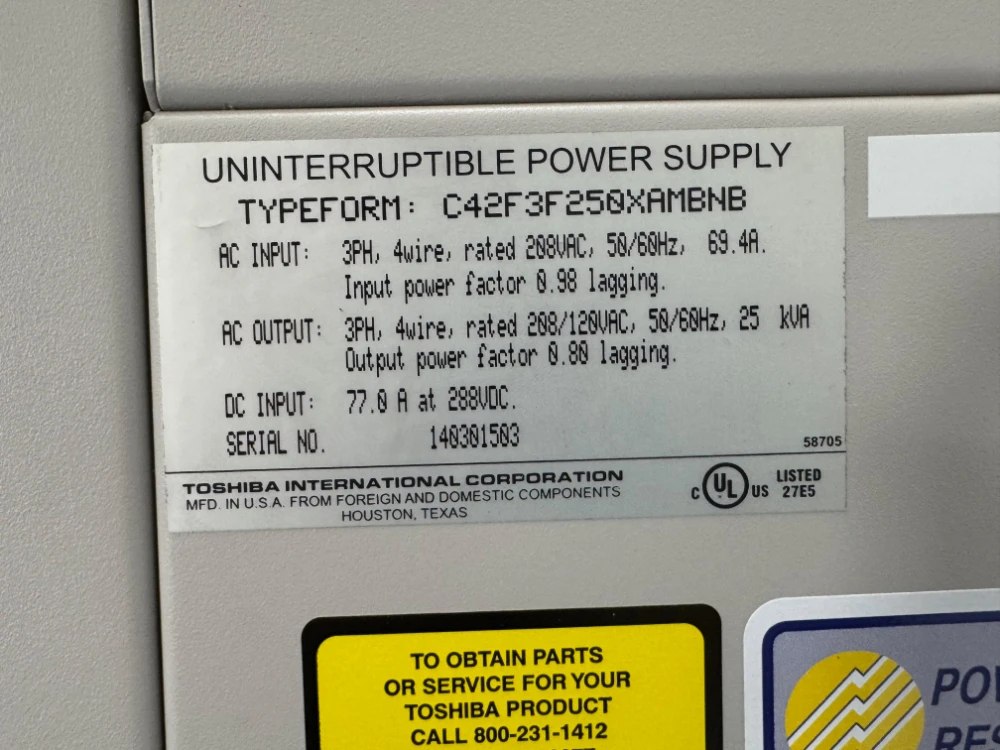 UNINTERRUPTIBLE POWER SUPPLY
TYPEFORM: C42F3F250XAMBNB
AC INPUT: 3PH, 4wire, rated 208VAC, 50/60Hz, 69.4A.
Input power factor 0.98 lagging.
AC OUTPUT: 3PH, 4wire, rated 208/120VAC, 50/60Hz, 25 kVA
Output power factor 0.80 lagging.
DC INPUT: 77.0 A at 288VDC.
SERIAL NO. 140301503
58705
TOSHIBA INTERNATIONAL CORPORATION
MFD. IN U.S.A. FROM FOREIGN AND DOMESTIC COMPONENTS
HOUSTON, TEXAS
C UL US LISTED
27E5
TO OBTAIN PARTS
OR SERVICE FOR YOUR
TOSHIBA PRODUCT
CALL 800-231-1412